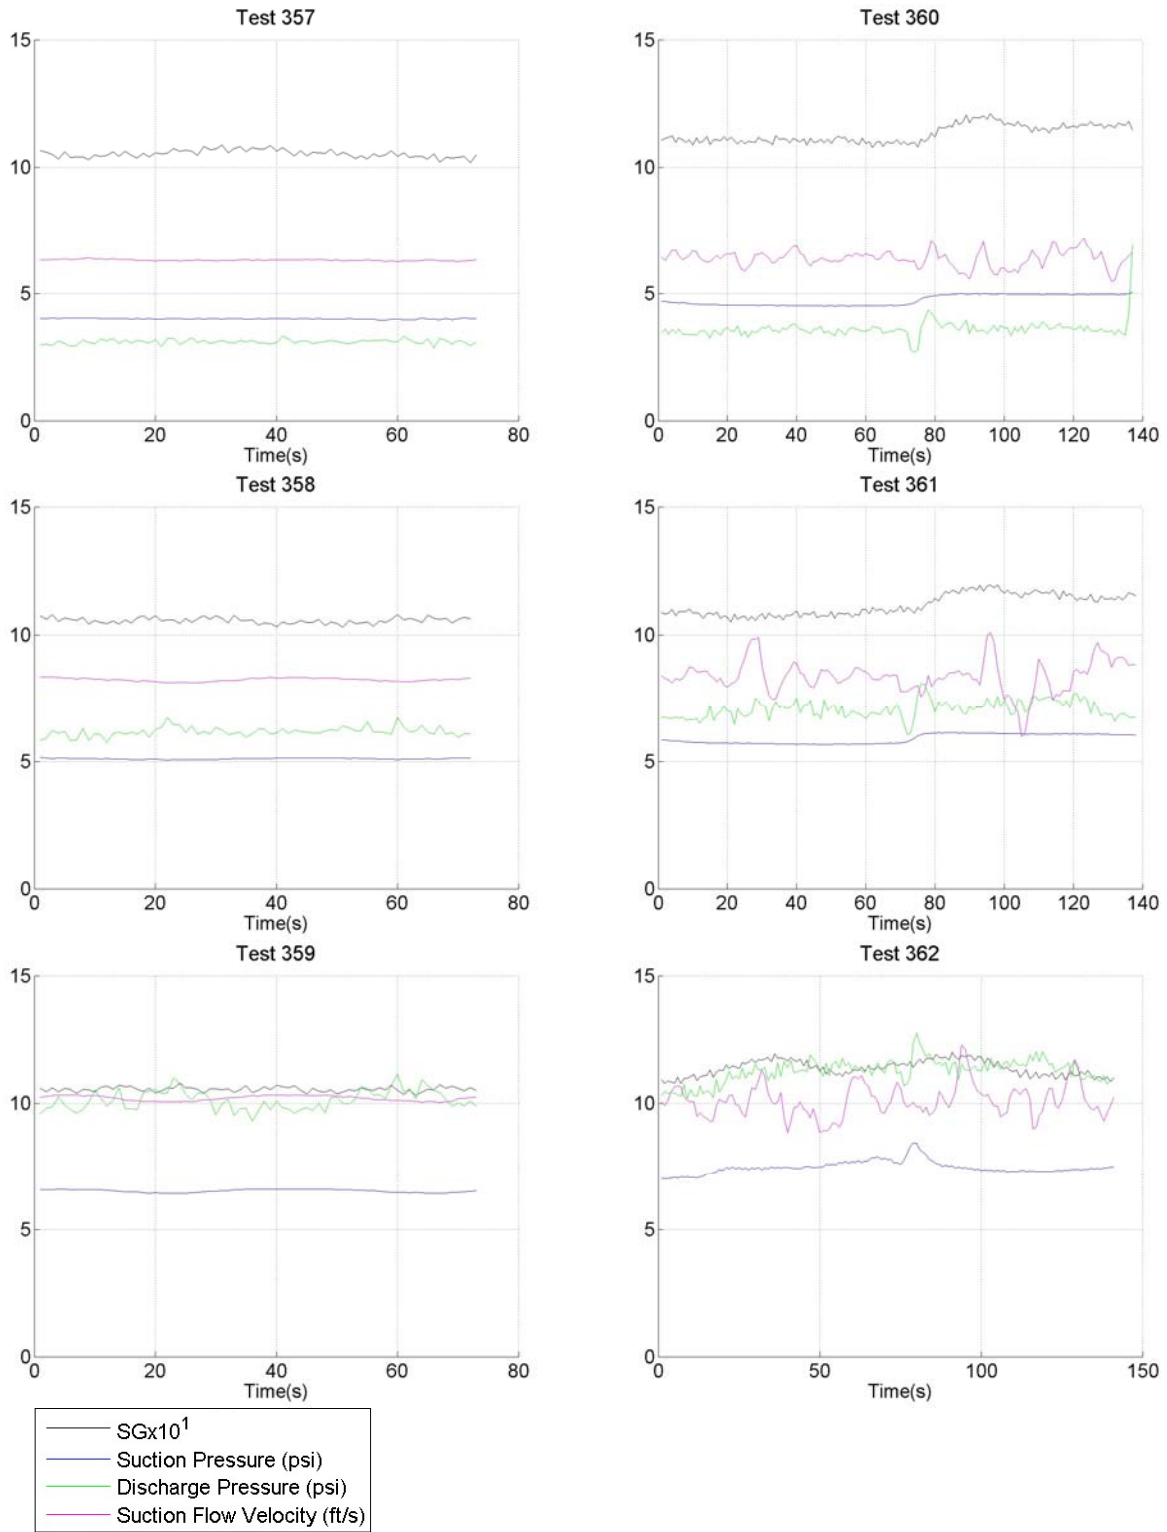 Test 357
15
10
5
0
0 20 40 60 80
Time(s)
Test 360
15
10
5
0
0 20 40 60 80 100 120 140
Time(s)
Test 358
15
10
5
0
0 20 40 60 80
Time(s)
Test 361
15
10
5
0
0 20 40 60 80 100 120 140
Time(s)
Test 359
15
10
5
0
0 20 40 60 80
Time(s)
Test 362
15
10
5
0
0 50 100 150
Time(s)
SGx10¹
Suction Pressure (psi)
Discharge Pressure (psi)
Suction Flow Velocity (ft/s)